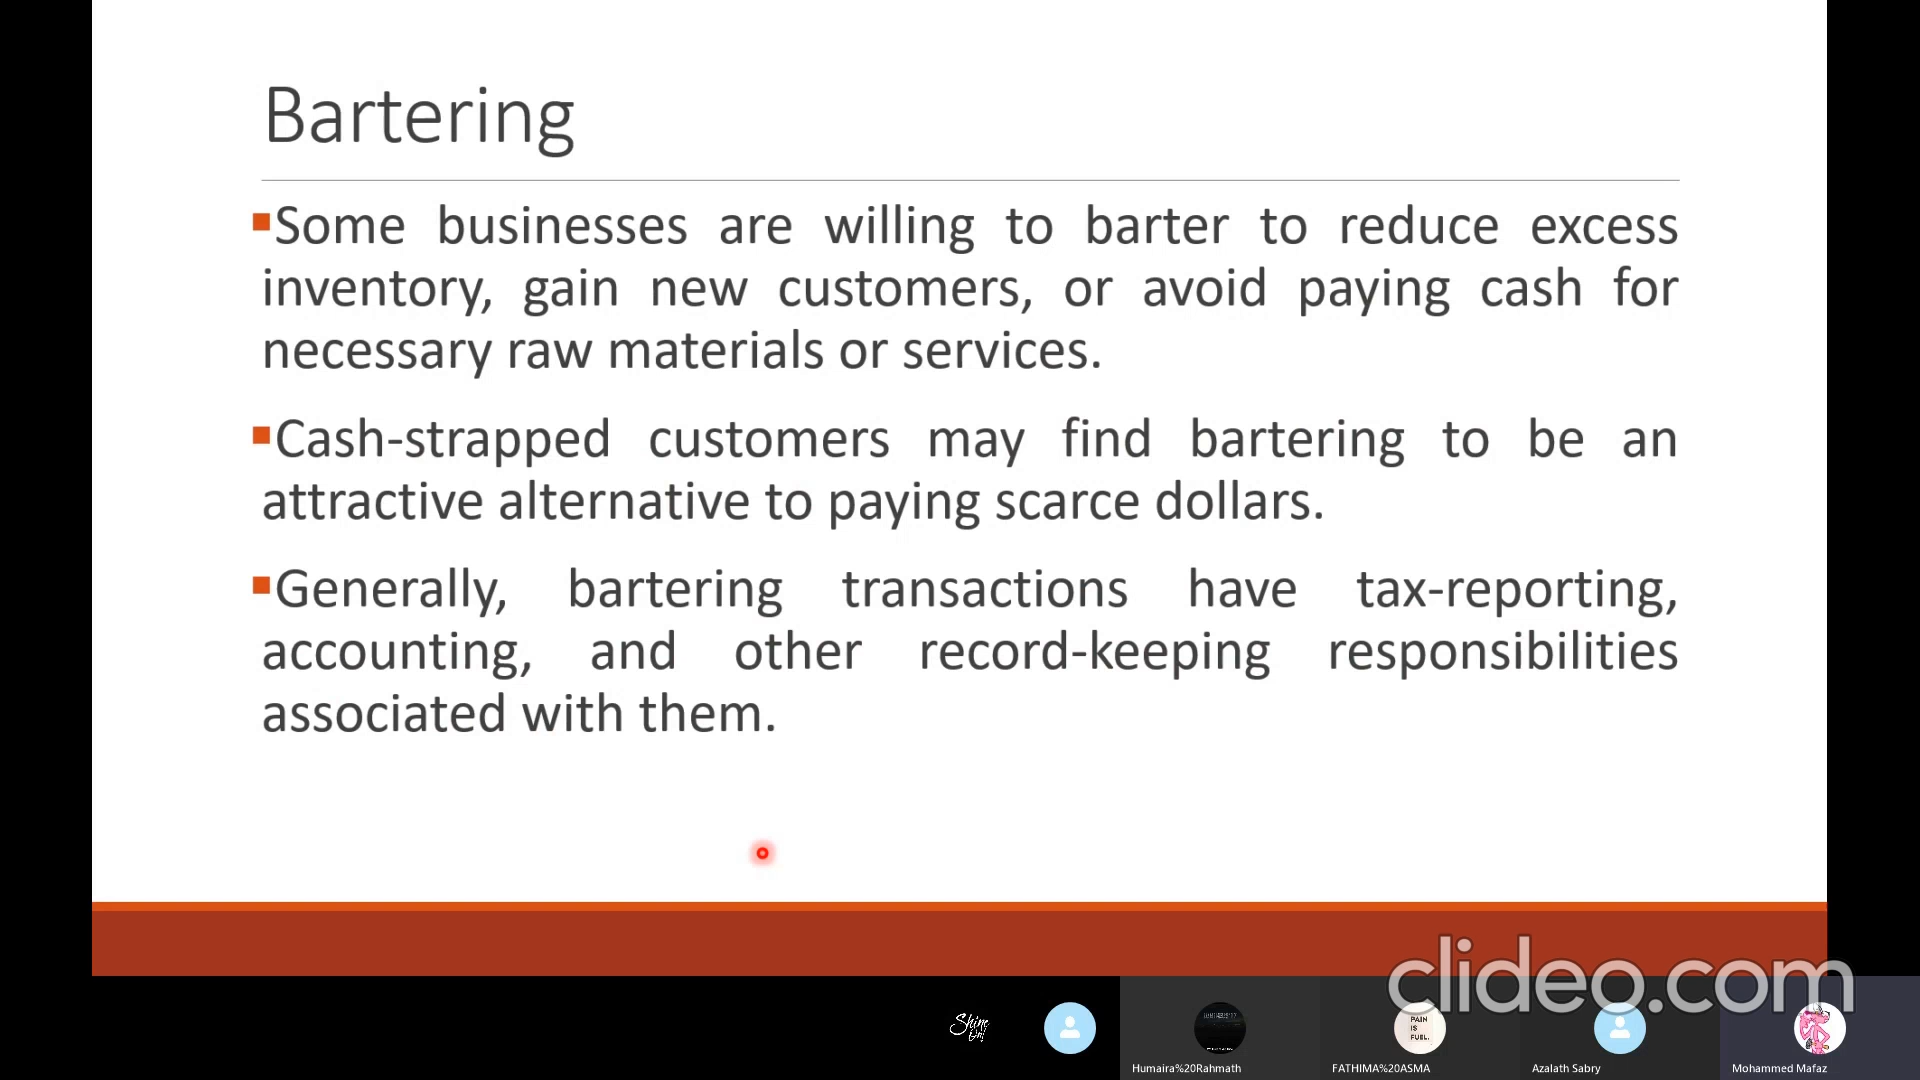 Bartering
▪Some businesses are willing to barter to reduce excess
inventory, gain new customers, or avoid paying cash for
necessary raw materials or services.
▪Cash-strapped customers may find bartering to be an
attractive alternative to paying scarce dollars.
▪Generally, bartering transactions have tax-reporting,
accounting, and other record-keeping responsibilities
associated with them.
clideo.com
Shine
On!
PAIN
IS
FUEL.
Humaira%20Rahmath
FATHIMA%20ASMA
Azalath Sabry
Mohammed Mafaz